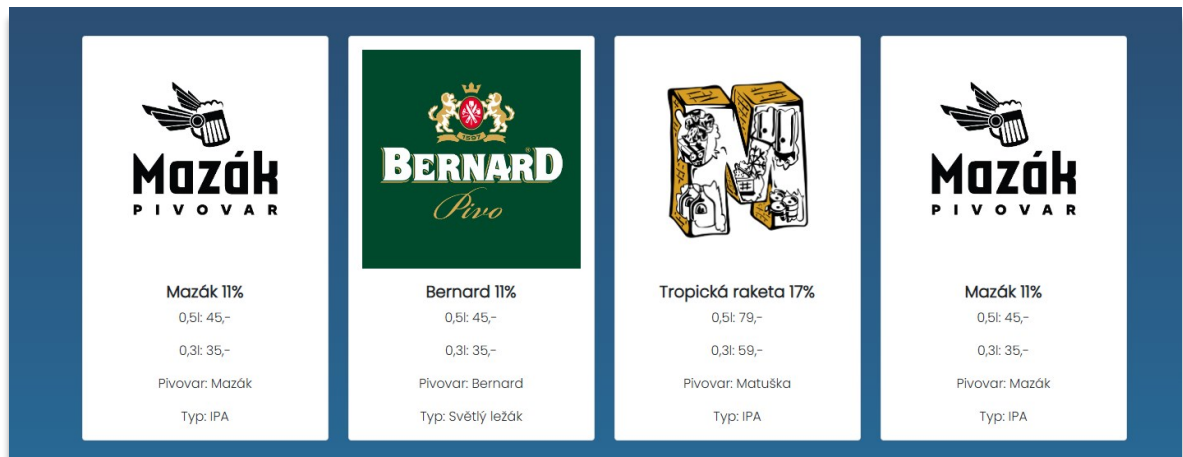 Mazák
PIVOVAR
Mazák 11%
0,5l: 45,-
0,3l: 35,-
Pivovar: Mazák
Typ: IPA
1597
BERNARD
Pivo
Bernard 11%
0,5l: 45,-
0,3l: 35,-
Pivovar: Bernard
Typ: Světlý ležák
M
Tropická raketa 17%
0,5l: 79,-
0,3l: 59,-
Pivovar: Matuška
Typ: IPA
Mazák
PIVOVAR
Mazák 11%
0,5l: 45,-
0,3l: 35,-
Pivovar: Mazák
Typ: IPA